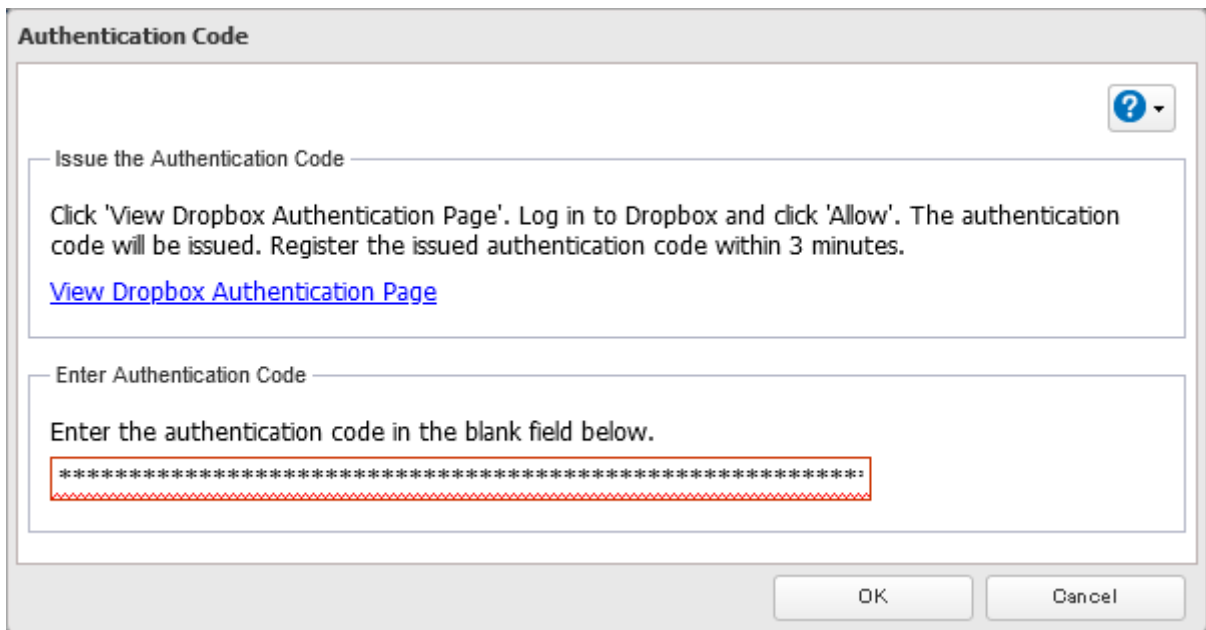 Authentication Code
?
Issue the Authentication Code
Click 'View Dropbox Authentication Page'. Log in to Dropbox and click 'Allow'. The authentication
code will be issued. Register the issued authentication code within 3 minutes.
View Dropbox Authentication Page
Enter Authentication Code
Enter the authentication code in the blank field below.
**********************************************************
OK
Cancel